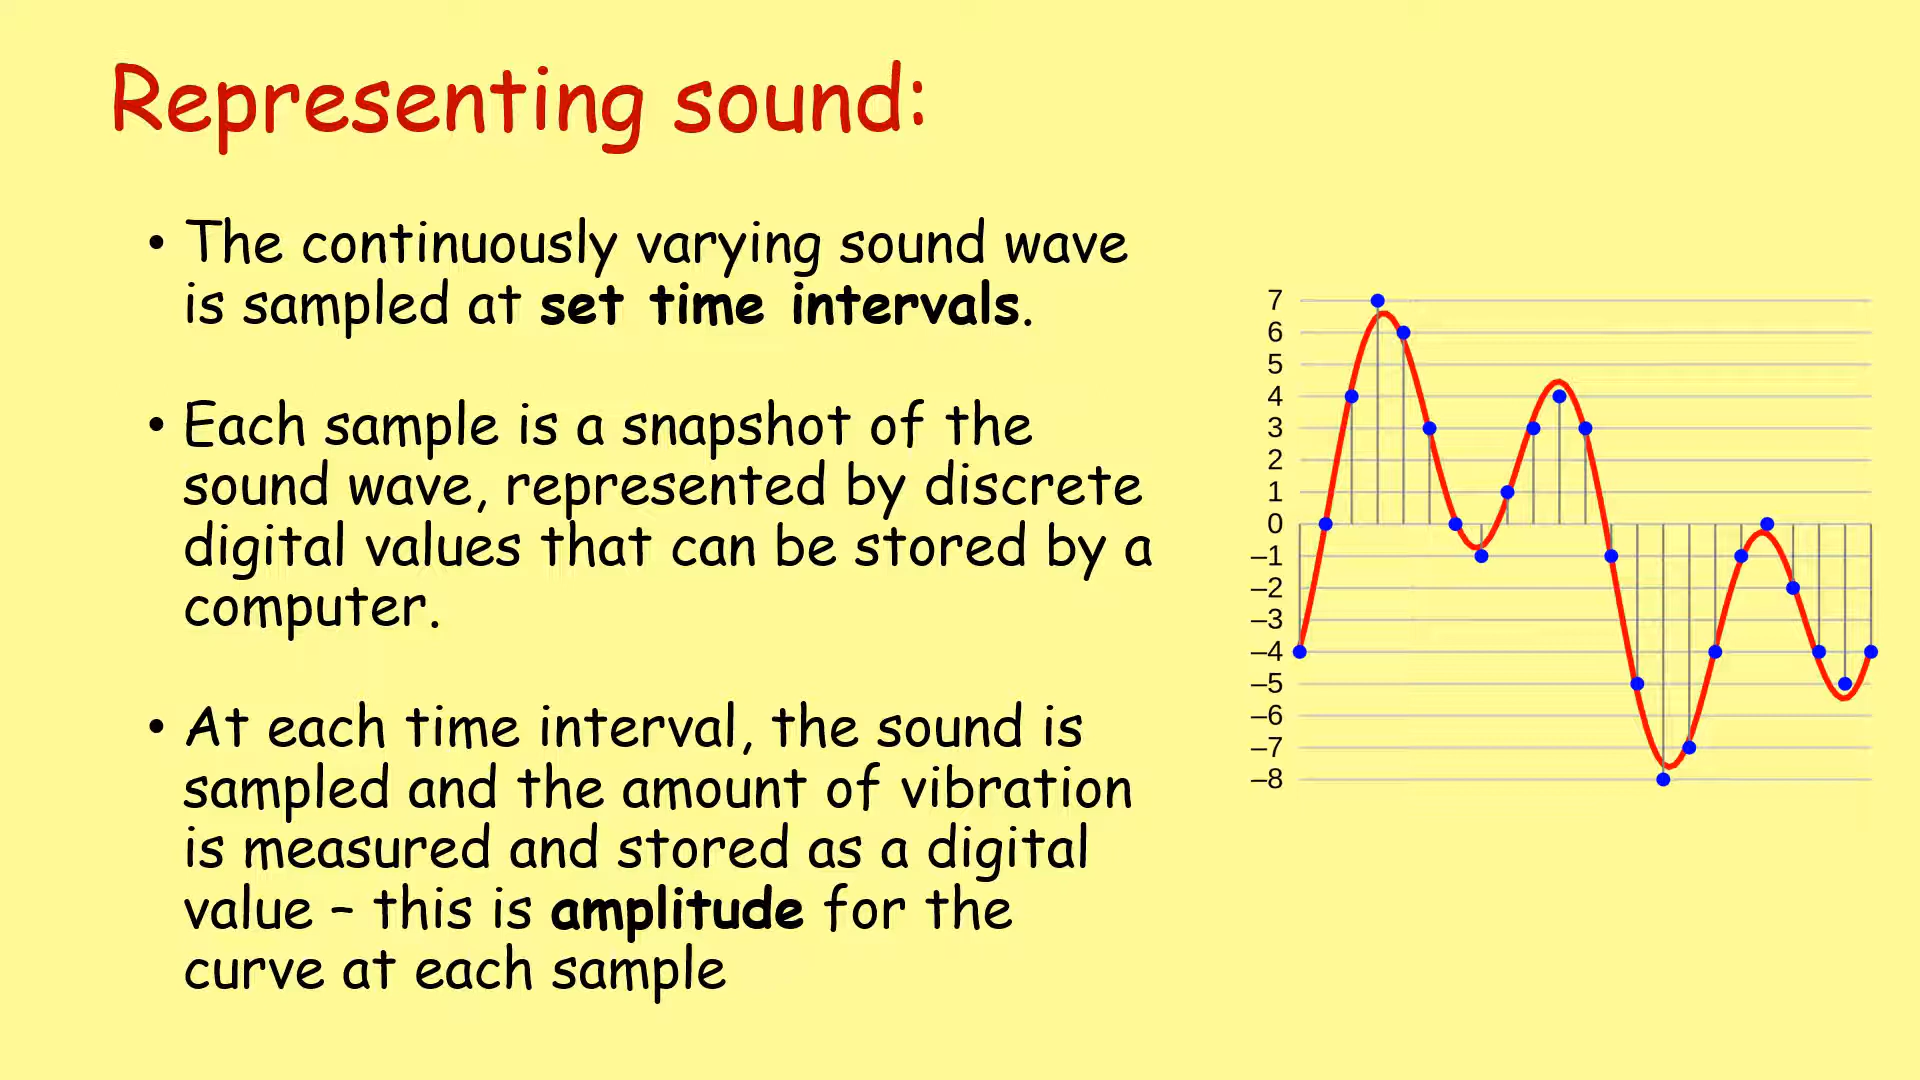 Representing sound:
• The continuously varying sound wave
is sampled at set time intervals.
• Each sample is a snapshot of the
sound wave, represented by discrete
digital values that can be stored by a
computer.
• At each time interval, the sound is
sampled and the amount of vibration
is measured and stored as a digital
value – this is amplitude for the
curve at each sample
7
6
5
4
3
2
1
0
–1
–2
–3
–4
–5
–6
–7
–8